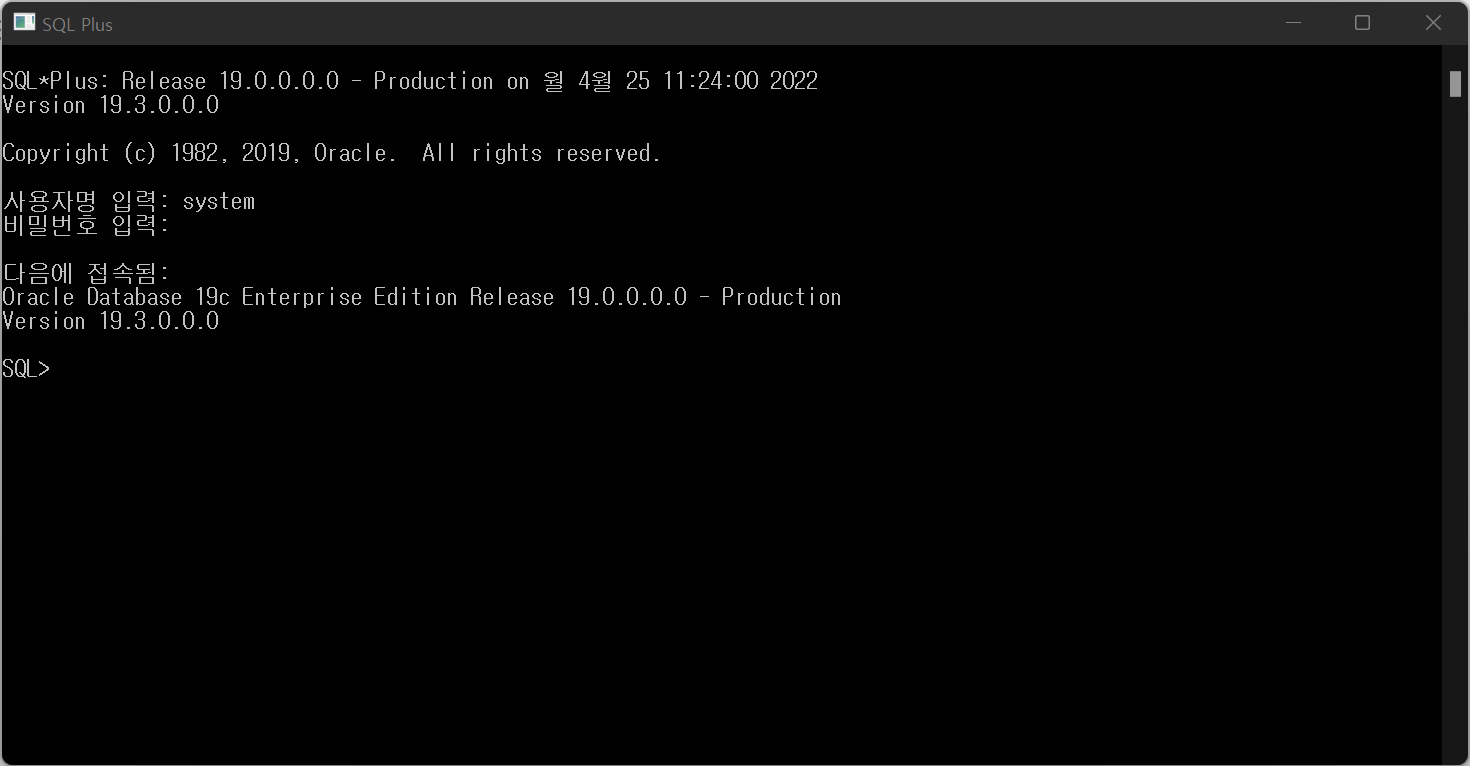 SQL Plus
SQL*Plus: Release 19.0.0.0.0 - Production on 월 4월 25 11:24:00 2022
Version 19.3.0.0.0
Copyright (c) 1982, 2019, Oracle.  All rights reserved.
사용자명 입력: system
비밀번호 입력:
다음에 접속됨:
Oracle Database 19c Enterprise Edition Release 19.0.0.0.0 - Production
Version 19.3.0.0.0
SQL>